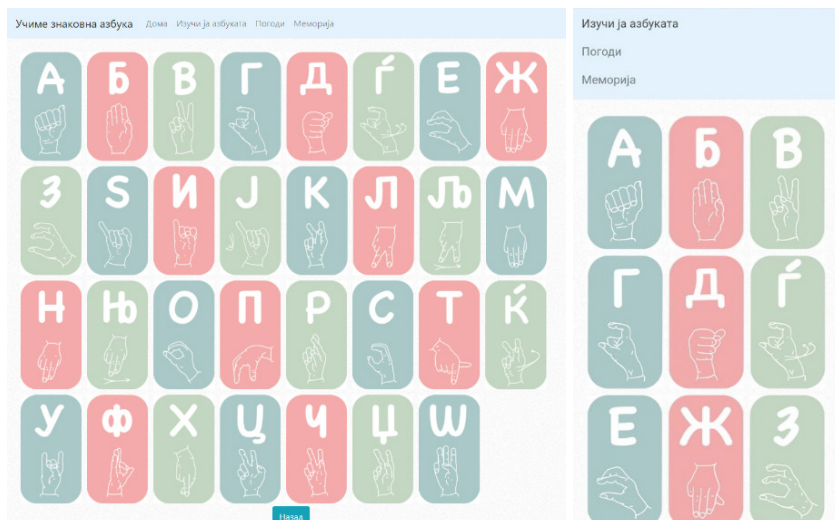 Учиме знаковна азбука Дома Изучи ја азбуката Погоди Меморија
А Б В Г Д Ѓ Е Ж
З Ѕ И Ј К Л Љ М
Н Њ О П Р С Т Ќ
У Ф Х Ц Ч Џ Ш
Назад
Изучи ја азбуката
Погоди
Меморија
А Б В
Г Д Ѓ
Е Ж З